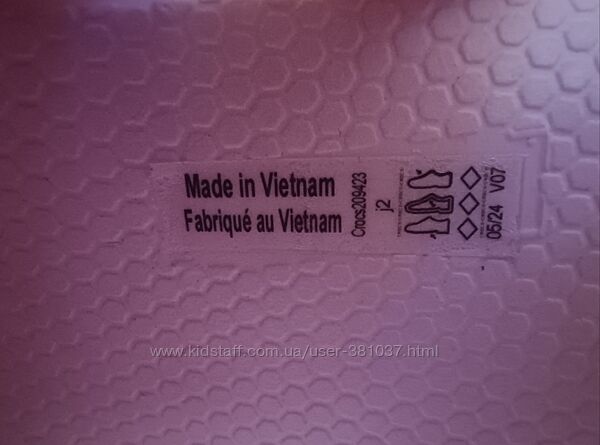 Made in Vietnam
Fabriqué au Vietnam
Crocs209423
j2
05/24 V07
www.kidstaff.com.ua/user-381037.html